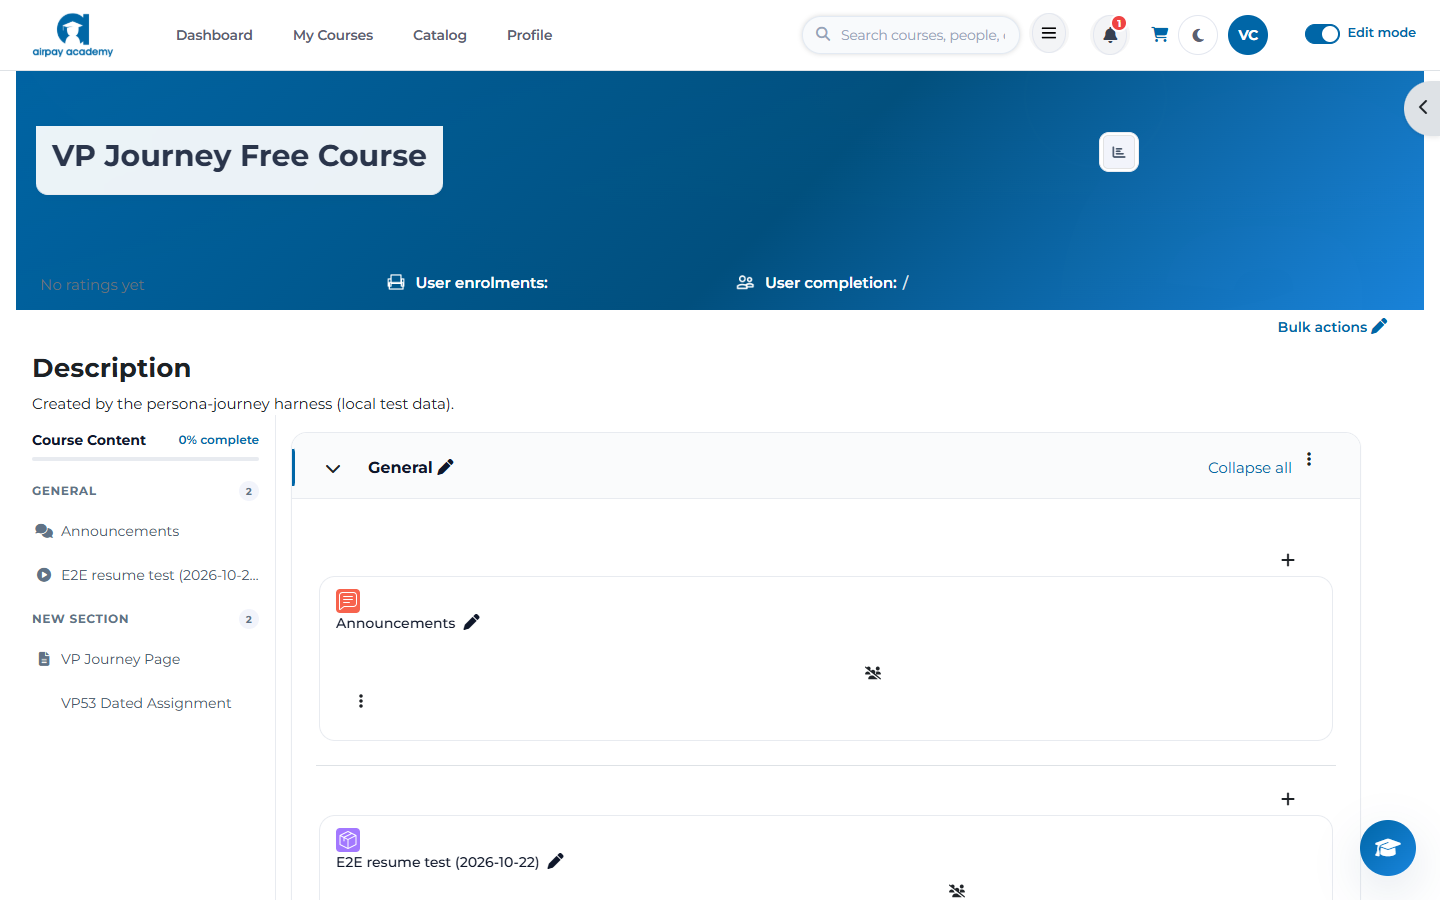 airpay academy
Dashboard
My Courses
Catalog
Profile
Search courses, people,
1
VC
Edit mode
VP Journey Free Course
No ratings yet
User enrolments:
User completion: /
Bulk actions
Description
Created by the persona-journey harness (local test data).
Course Content
0% complete
GENERAL
2
Announcements
E2E resume test (2026-10-2...
NEW SECTION
2
VP Journey Page
VP53 Dated Assignment
General
Collapse all
Announcements
E2E resume test (2026-10-22)